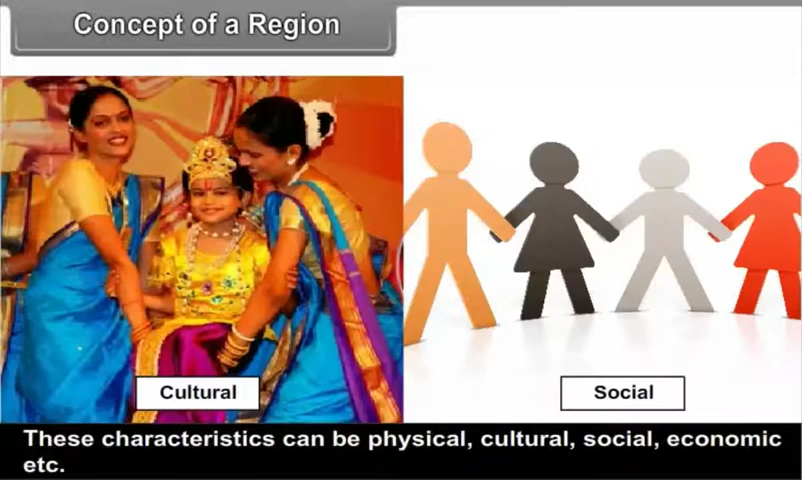 Concept of a Region
Cultural
Social
These characteristics can be physical, cultural, social, economic
etc.